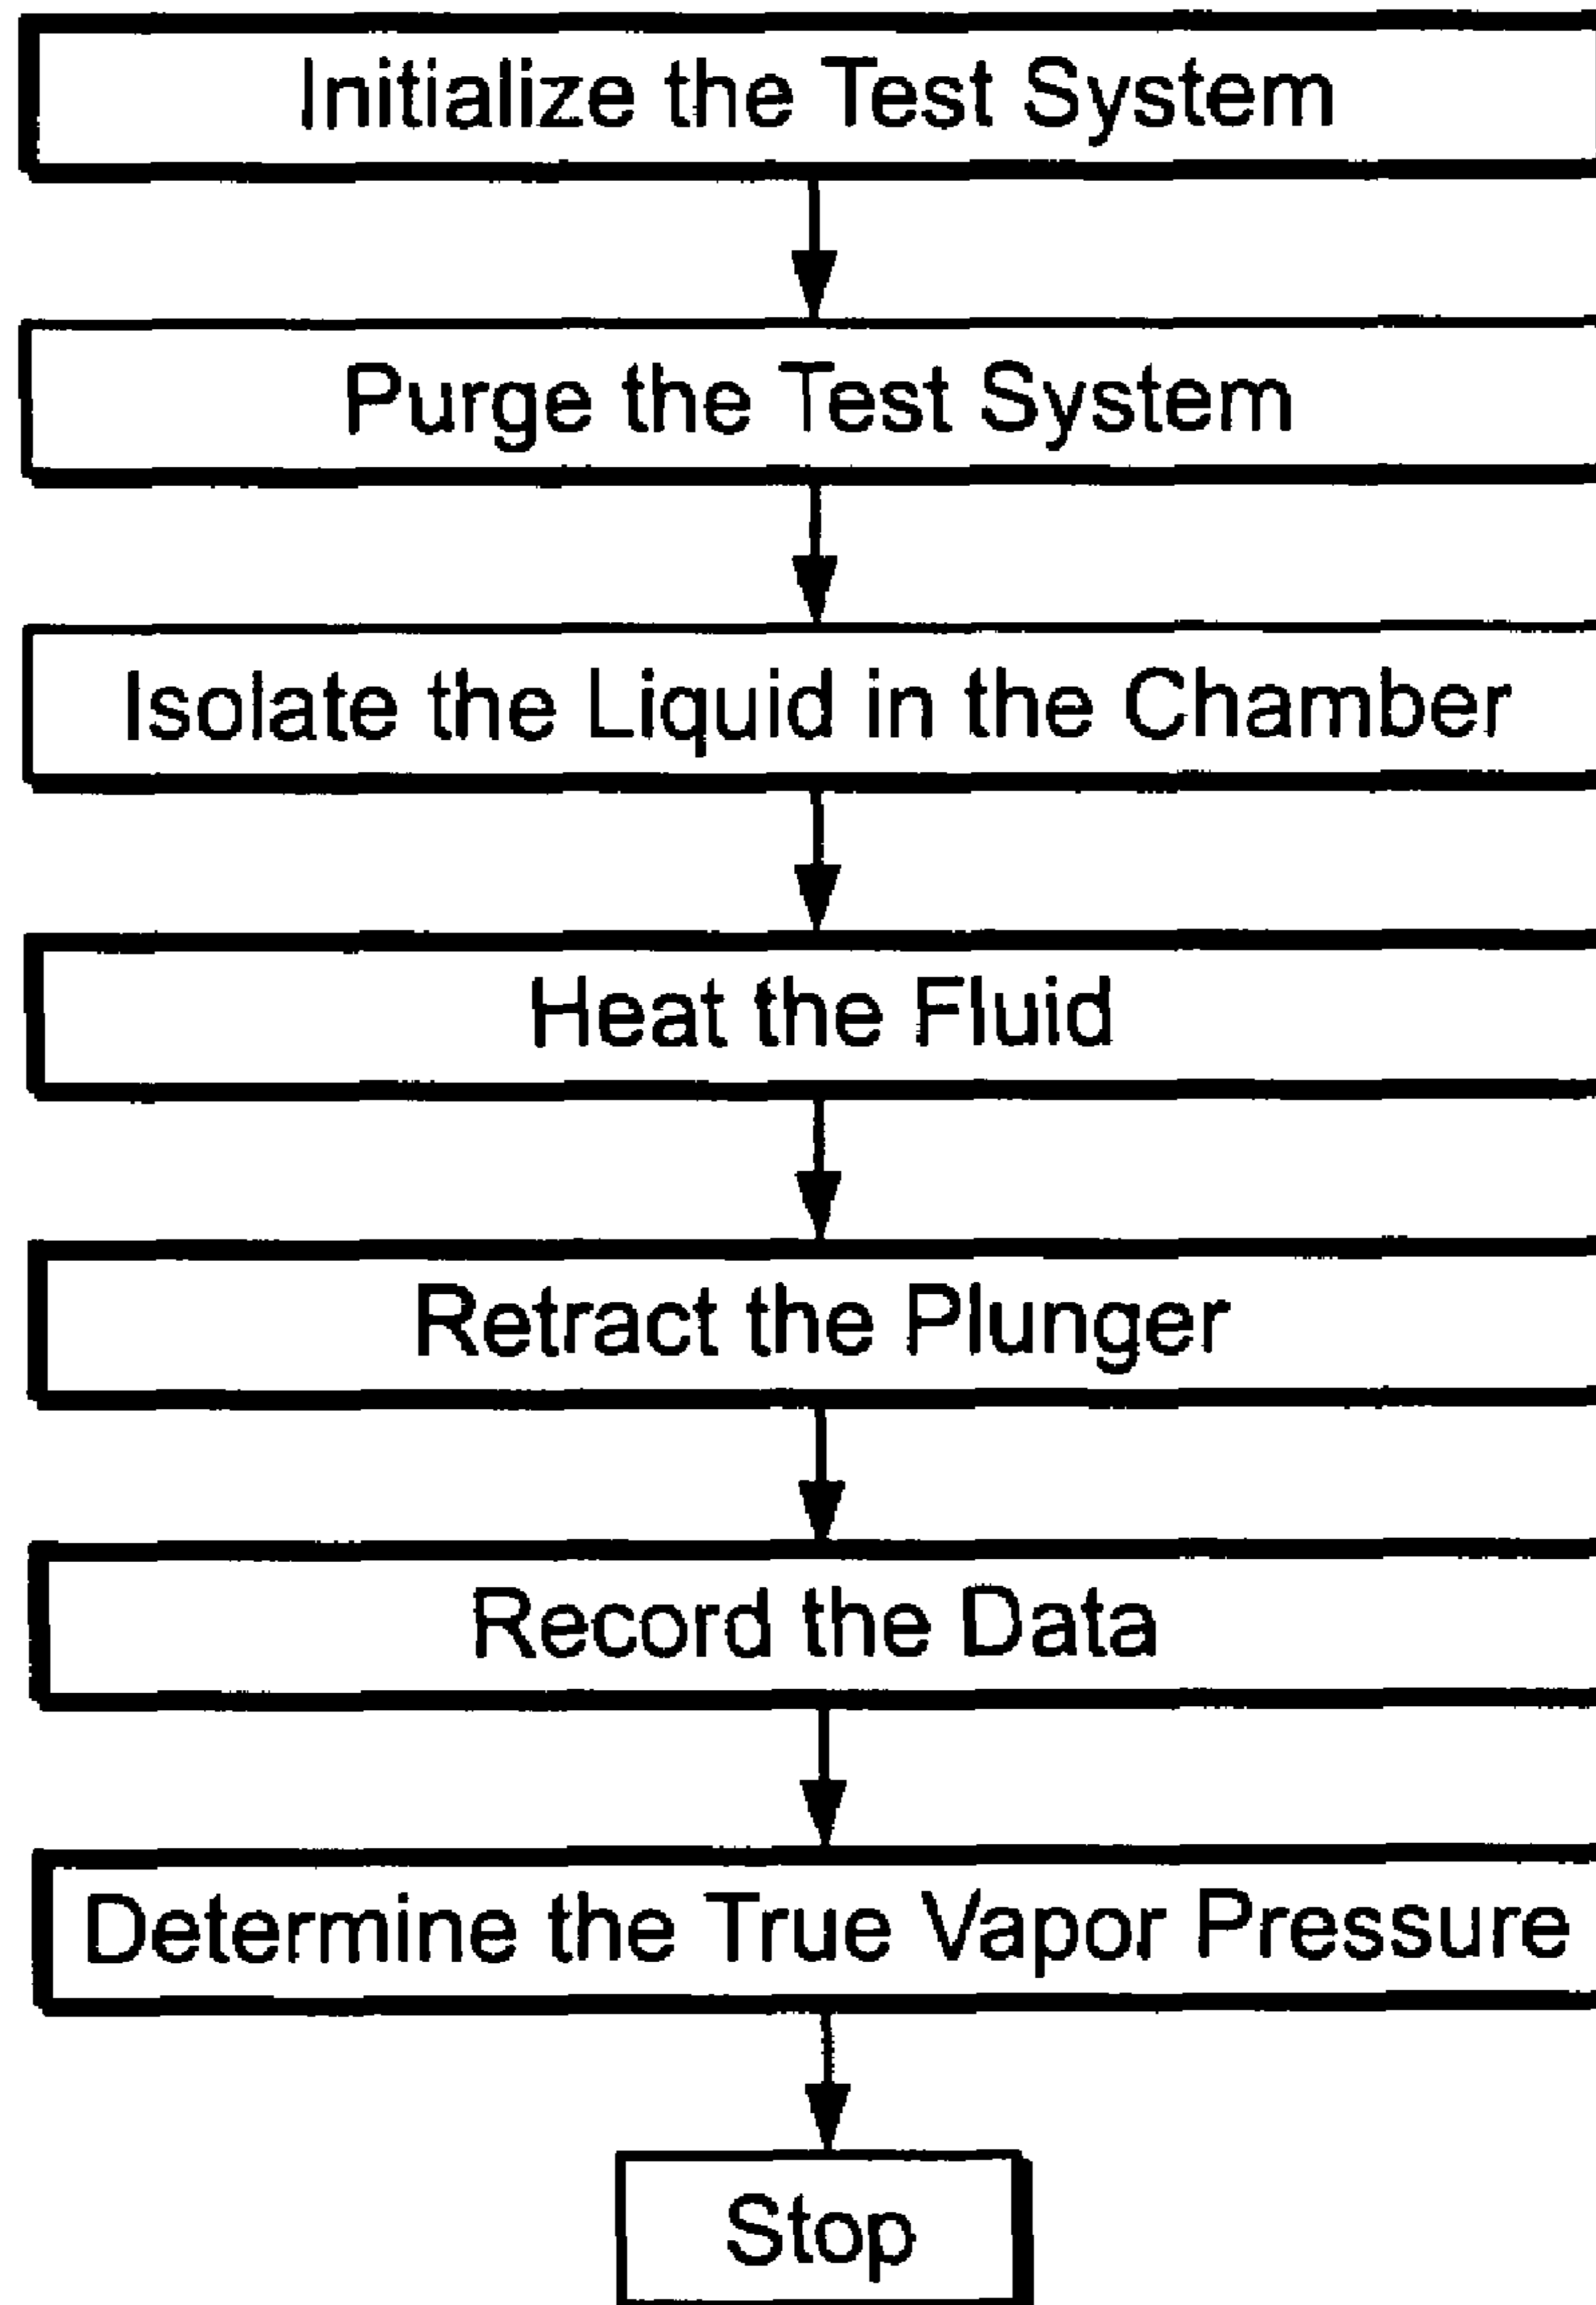 Initialize the Test System
Purge the Test System
Isolate the Liquid in the Chamber
Heat the Fluid
Retract the Plunger
Record the Data
Determine the True Vapor Pressure
Stop